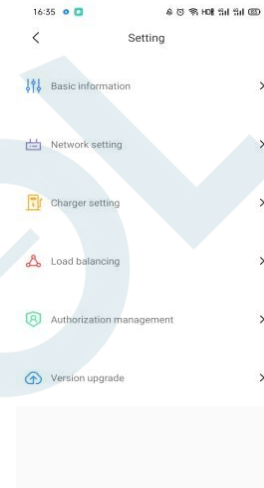 16:35
Setting
Basic information
Network setting
Charger setting
Load balancing
Authorization management
Version upgrade